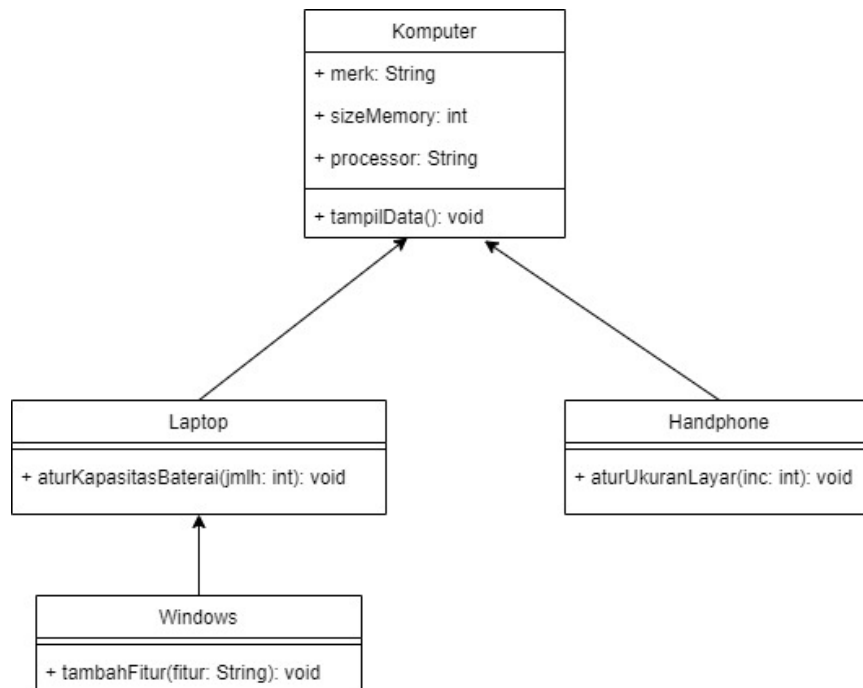 Komputer
+ merk: String
+ sizeMemory: int
+ processor: String
+ tampilData(): void
Laptop
+ aturKapasitasBaterai(jmlh: int): void
Handphone
+ aturUkuranLayar(inc: int): void
Windows
+ tambahFitur(fitur: String): void